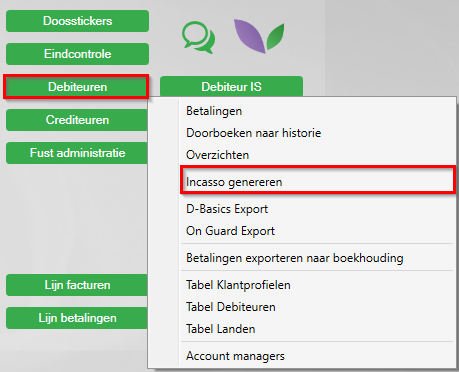 Doosstickers
Eindcontrole
Debiteuren
Debiteur IS
Crediteuren
Fust administratie
Lijn facturen
Lijn betalingen
Betalingen
Doorboeken naar historie
Overzichten
Incasso genereren
D-Basics Export
On Guard Export
Betalingen exporteren naar boekhouding
Tabel Klantprofielen
Tabel Debiteuren
Tabel Landen
Account managers